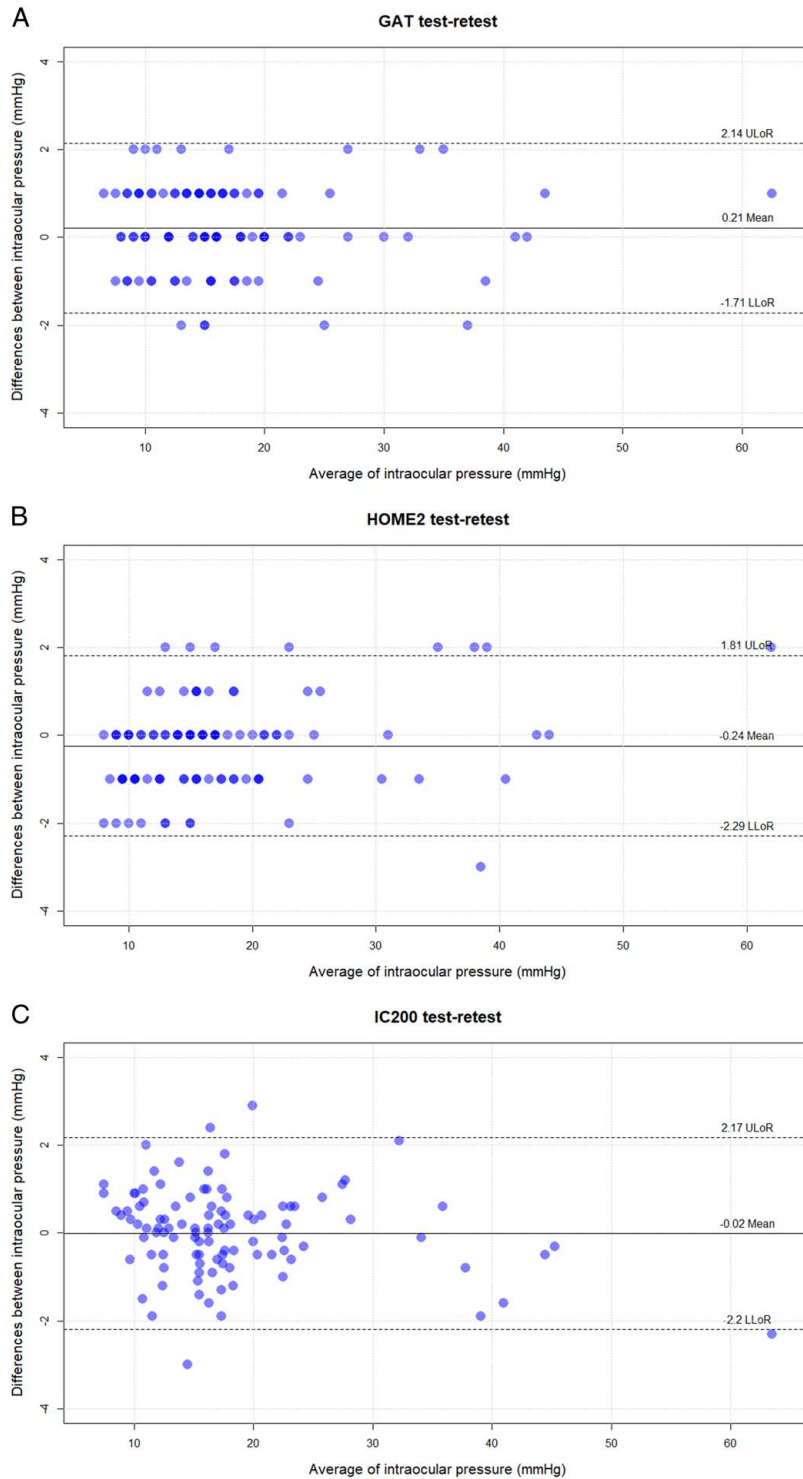 A
GAT test-retest
Differences between intraocular pressure (mmHg)
4
2
0
-2
-4
2.14 ULoR
0.21 Mean
-1.71 LLoR
10 20 30 40 50 60
Average of intraocular pressure (mmHg)
B
HOME2 test-retest
Differences between intraocular pressure (mmHg)
4
2
0
-2
-4
1.81 ULoR
-0.24 Mean
-2.29 LLoR
10 20 30 40 50 60
Average of intraocular pressure (mmHg)
C
IC200 test-retest
Differences between intraocular pressure (mmHg)
4
2
0
-2
-4
2.17 ULoR
-0.02 Mean
-2.2 LLoR
10 20 30 40 50 60
Average of intraocular pressure (mmHg)